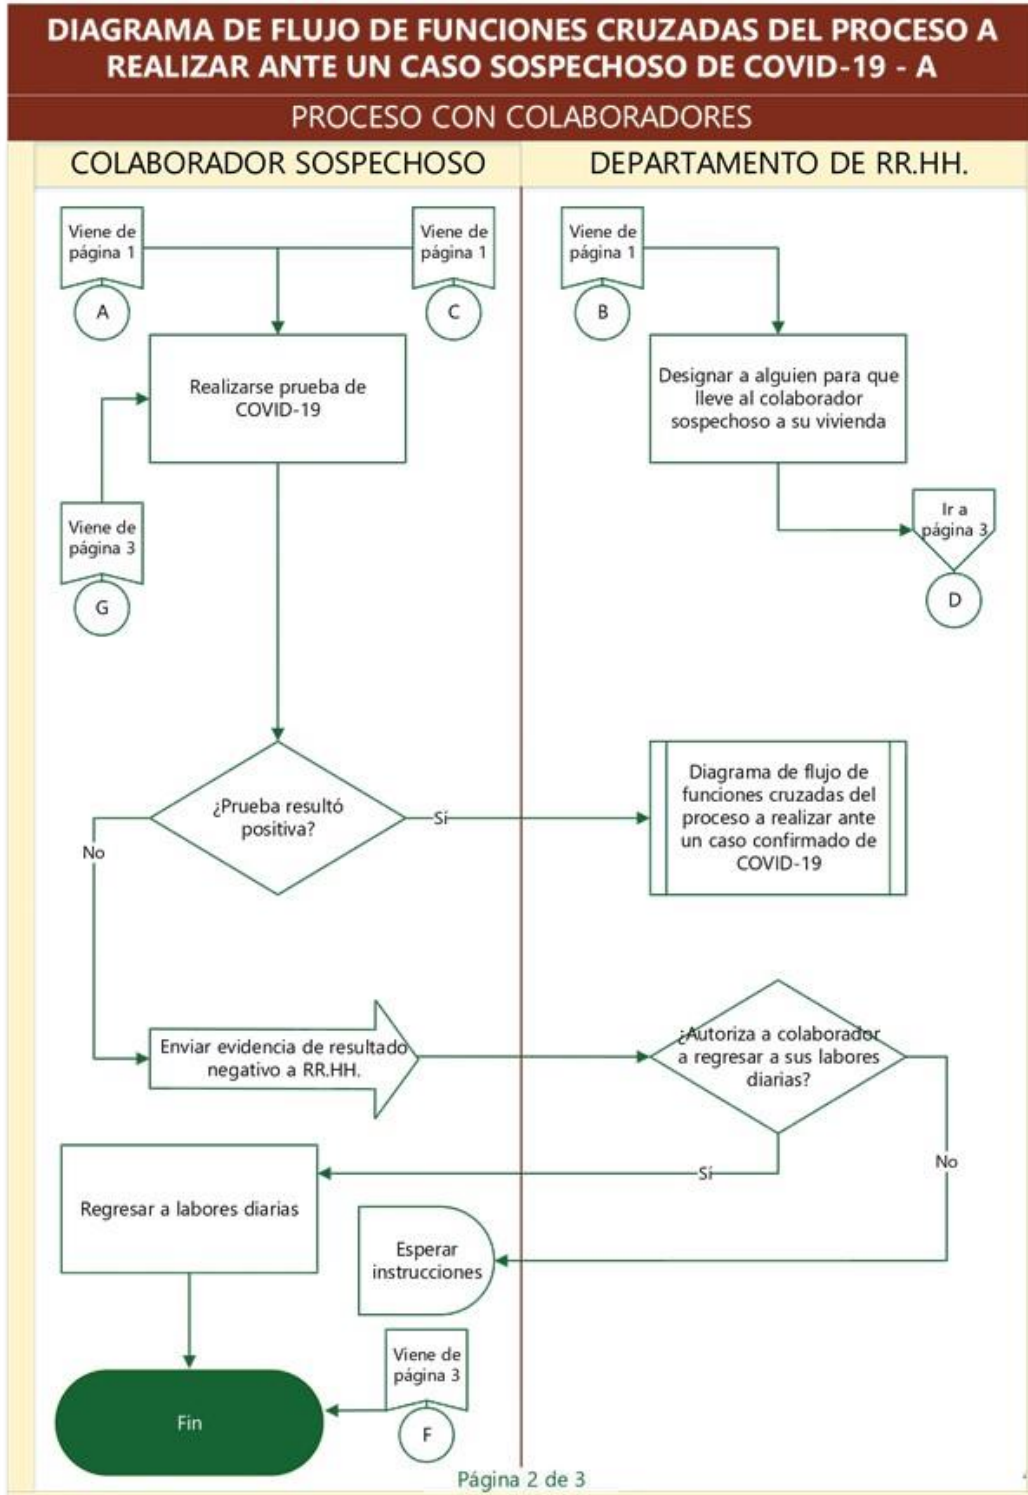 DIAGRAMA DE FLUJO DE FUNCIONES CRUZADAS DEL PROCESO A
REALIZAR ANTE UN CASO SOSPECHOSO DE COVID-19 - A
PROCESO CON COLABORADORES
COLABORADOR SOSPECHOSO
DEPARTAMENTO DE RR.HH.
Viene de
página 1
A
Viene de
página 1
C
Viene de
página 1
B
Realizarse prueba de
COVID-19
Designar a alguien para que
lleve al colaborador
sospechoso a su vivienda
Viene de
página 3
G
Ir a
página 3
D
¿Prueba resultó
positiva?
Sí
No
Diagrama de flujo de
funciones cruzadas del
proceso a realizar ante
un caso confirmado de
COVID-19
Enviar evidencia de resultado
negativo a RR.HH.
¿Autoriza a colaborador
a regresar a sus labores
diarias?
Sí
No
Regresar a labores diarias
Esperar
instrucciones
Viene de
página 3
F
Fin
Página 2 de 3